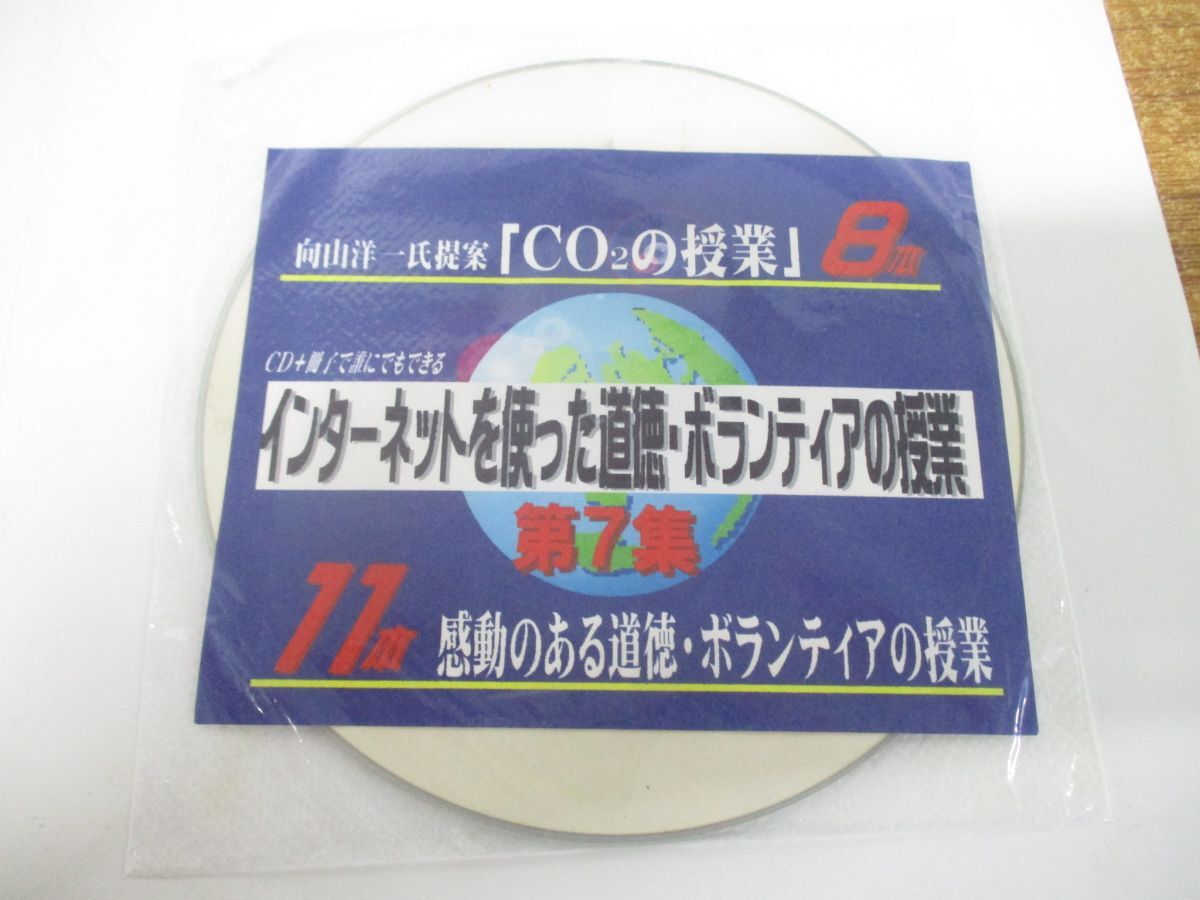 向山洋一氏提案「CO₂の授業」8本
CD+冊子で誰にでもできる
インターネットを使った道徳・ボランティアの授業
第7集
11本 感動のある道徳・ボランティアの授業